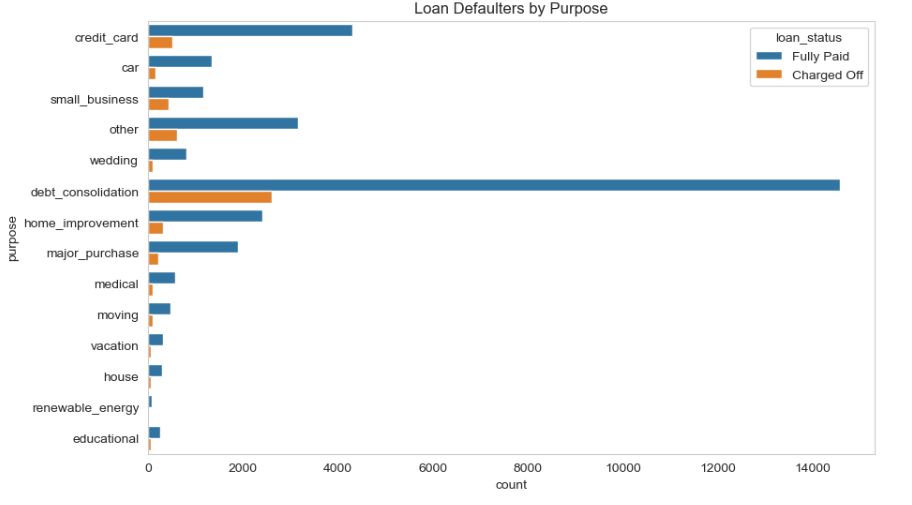 Loan Defaulters by Purpose
loan_status
Fully Paid
Charged Off
purpose
credit_card
car
small_business
other
wedding
debt_consolidation
home_improvement
major_purchase
medical
moving
vacation
house
renewable_energy
educational
0 2000 4000 6000 8000 10000 12000 14000
count